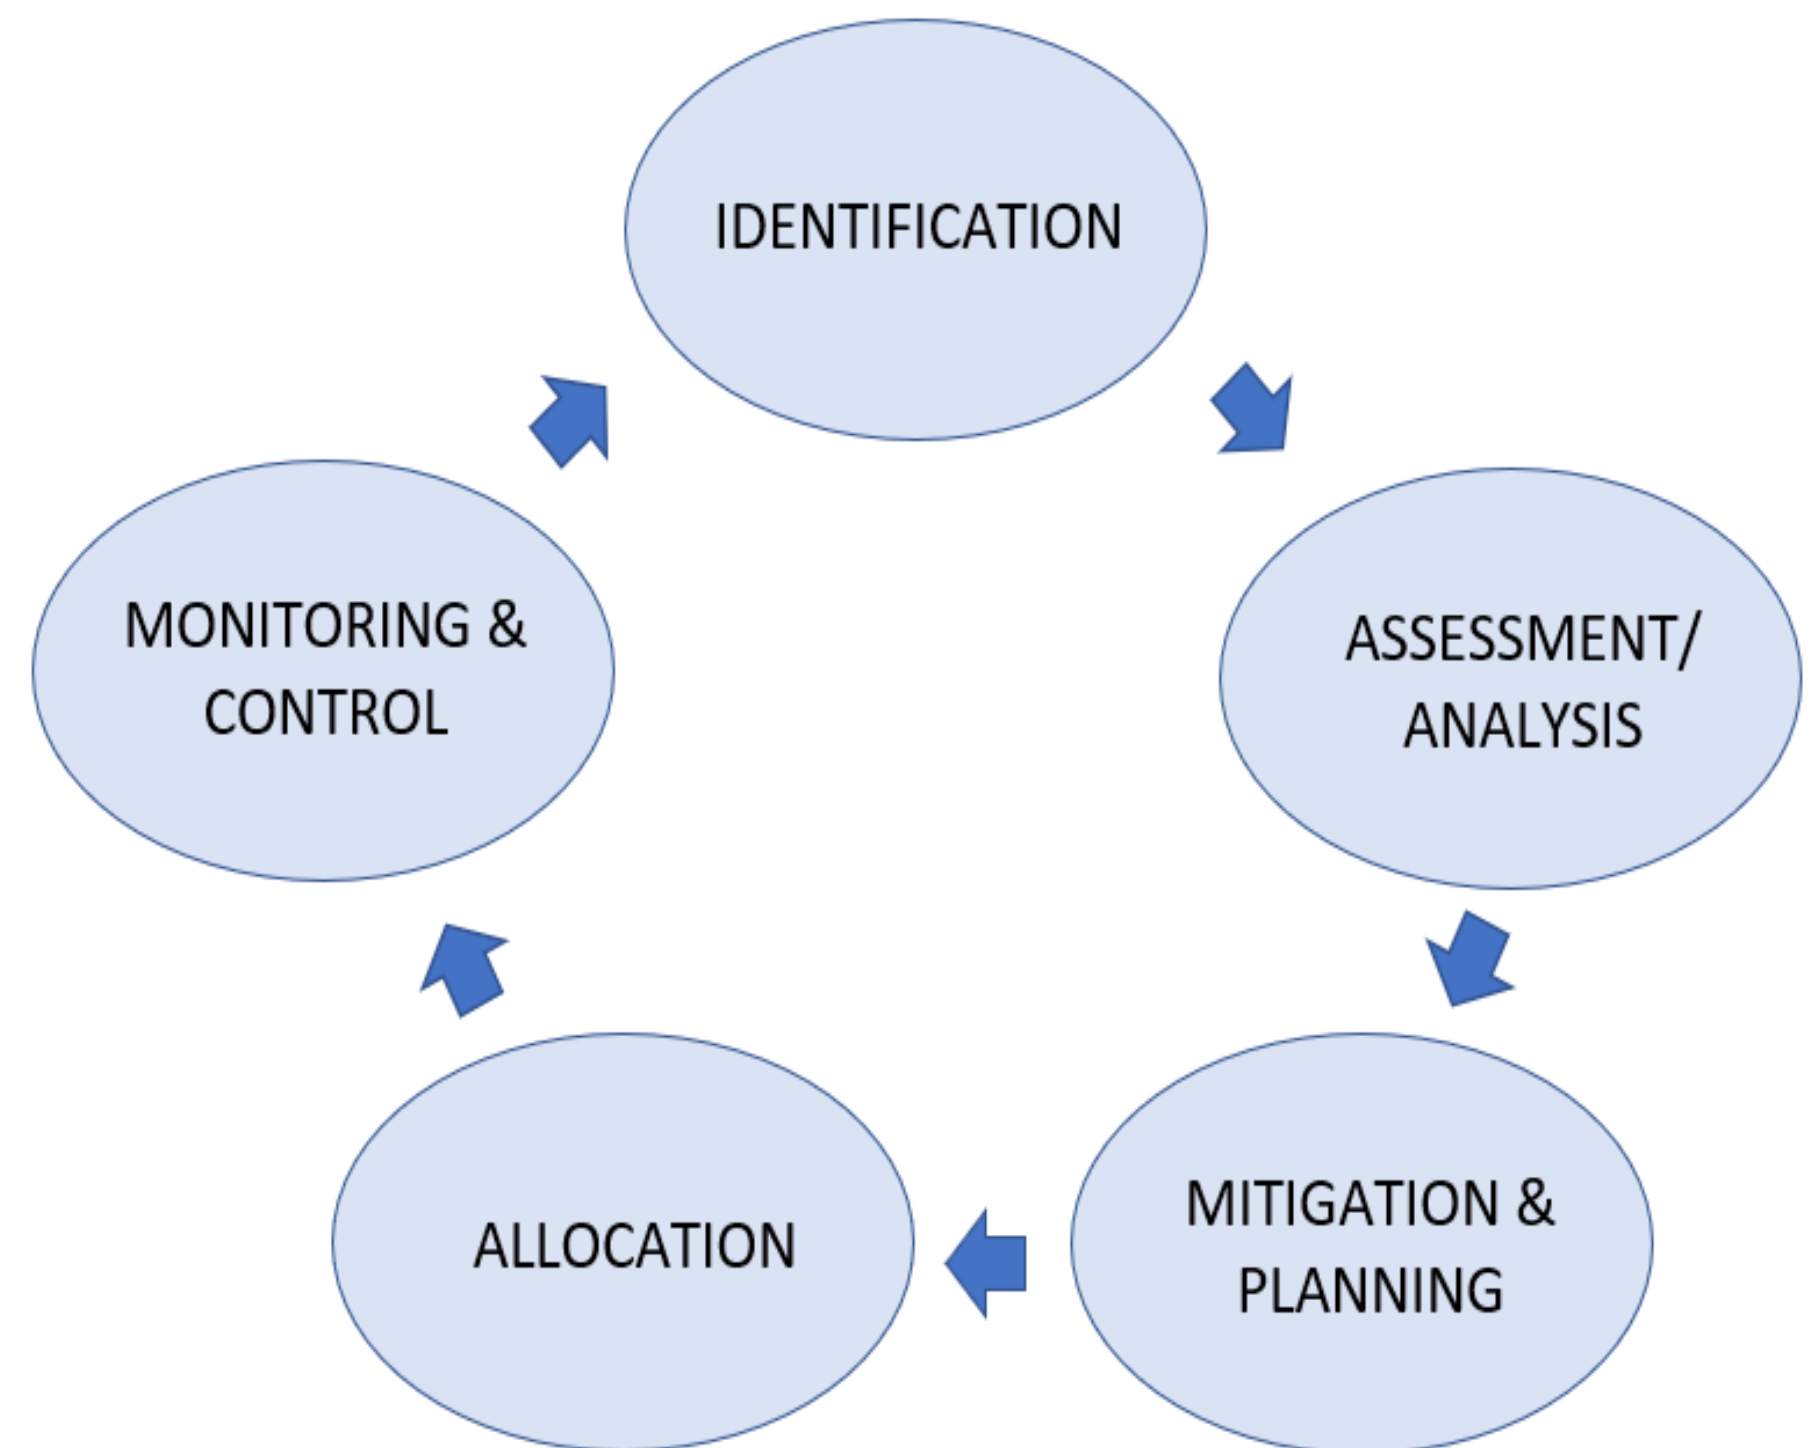 IDENTIFICATION
ASSESSMENT/
ANALYSIS
MITIGATION &
PLANNING
ALLOCATION
MONITORING &
CONTROL